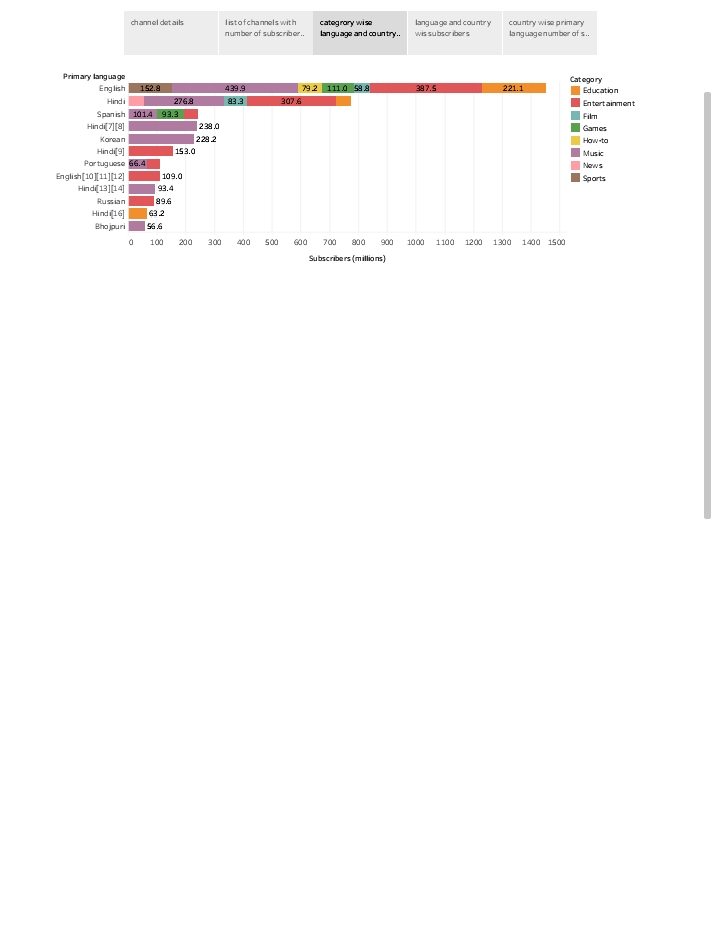 channel details
list of channels with
number of subscriber..
categrory wise
language and country..
language and country
wis subscribers
country wise primary
language number of s..
Primary language
English 152.8 439.9 79.2 111.0 58.8 387.5 221.1
Hindi 276.8 83.3 307.6
Spanish 101.4 93.3
Hindi[7][8] 238.0
Korean 228.2
Hindi[9] 153.0
Portuguese 66.4
English[10][11][12] 109.0
Hindi[13][14] 93.4
Russian 89.6
Hindi[16] 63.2
Bhojpuri 56.6
0 100 200 300 400 500 600 700 800 900 1000 1100 1200 1300 1400 1500
Subscribers (millions)
Category
Education
Entertainment
Film
Games
How-to
Music
News
Sports